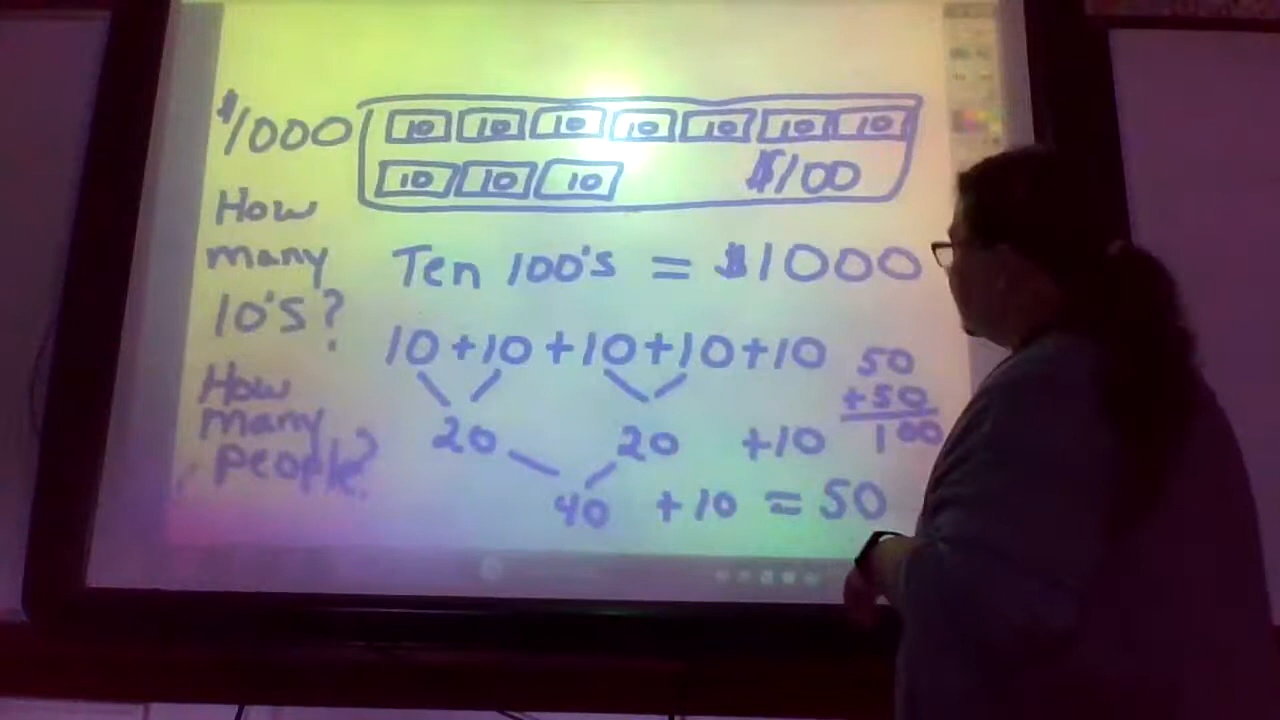 $1000
10 10 10 10 10 10 10
10 10 10 $100
How
many
10's?
How
many
people?
Ten 100's = $1000
10 + 10 + 10 + 10 + 10
20 20 + 10
40 + 10 = 50
50
+ 50
100